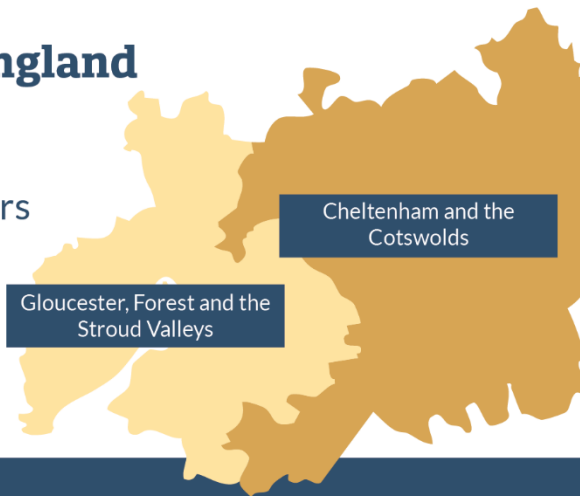 ngland
rs
Cheltenham and the
Cotswolds
Gloucester, Forest and the
Stroud Valleys